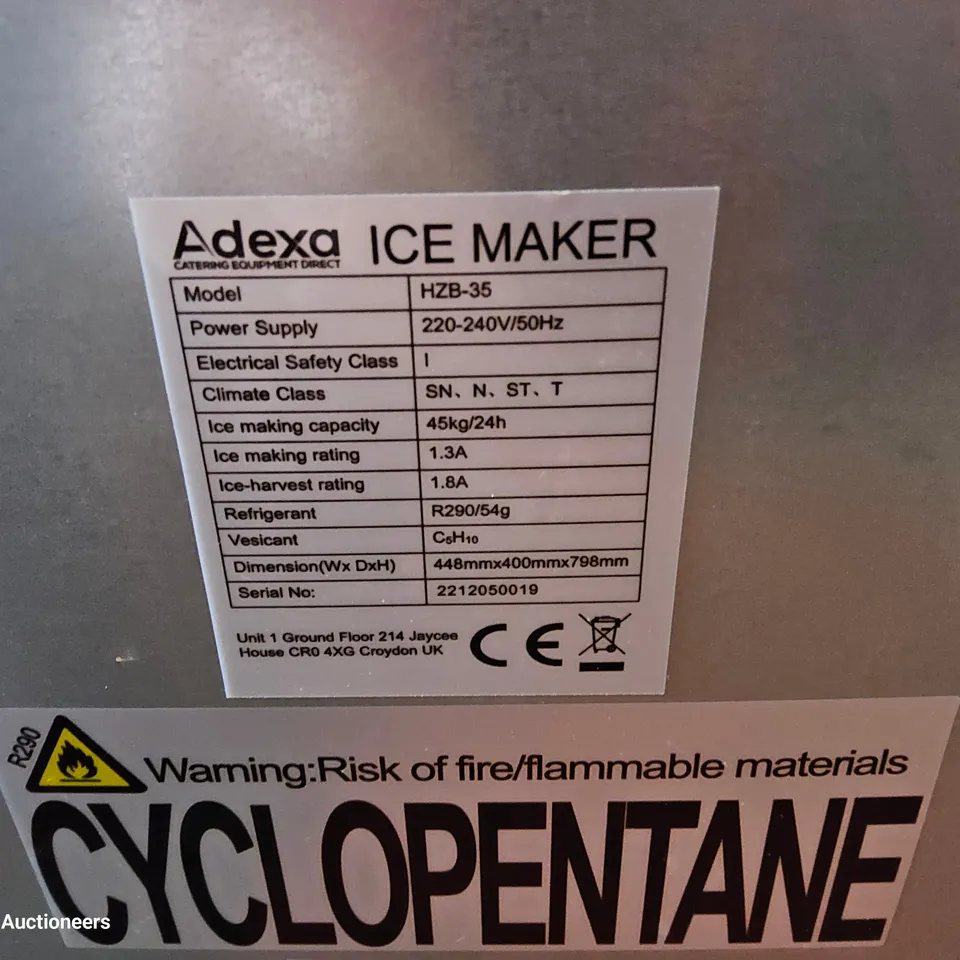 Adexa ICE MAKER
CATERING EQUIPMENT DIRECT
Model HZB-35
Power Supply 220-240V/50Hz
Electrical Safety Class I
Climate Class SN、N、ST、T
Ice making capacity 45kg/24h
Ice making rating 1.3A
Ice-harvest rating 1.8A
Refrigerant R290/54g
Vesicant C₅H₁₀
Dimension(Wx DxH) 448mmx400mmx798mm
Serial No: 2212050019
Unit 1 Ground Floor 214 Jaycee
House CR0 4XG Croydon UK
CE
R290
Warning:Risk of fire/flammable materials
CYCLOPENTANE
Auctioneers